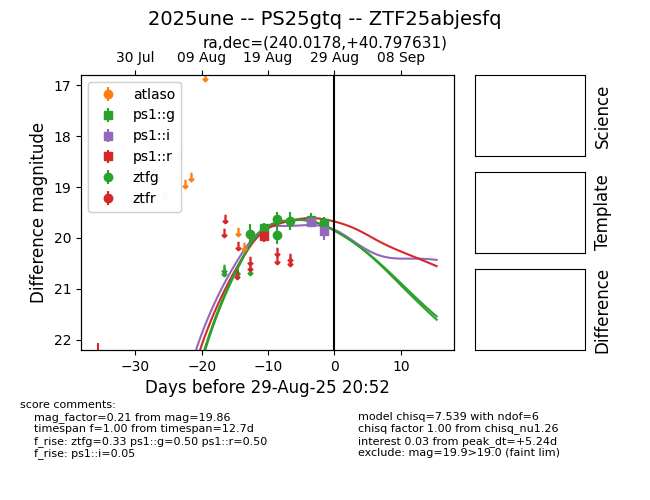 2025une -- PS25gtq -- ZTF25abjesfq
ra,dec=(240.0178,+40.797631)
30 Jul 09 Aug 19 Aug 29 Aug 08 Sep
atlaso
ps1::g
ps1::i
ps1::r
ztfg
ztfr
17
18
19
20
21
22
Difference magnitude
−30 −20 −10 0 10
Days before 29-Aug-25 20:52
Science
Template
Difference
score comments:
mag_factor=0.21 from mag=19.86
timespan f=1.00 from timespan=12.7d
f_rise: ztfg=0.33 ps1::g=0.50 ps1::r=0.50
f_rise: ps1::i=0.05
model chisq=7.539 with ndof=6
chisq factor 1.00 from chisq_nu1.26
interest 0.03 from peak_dt=+5.24d
exclude: mag=19.9>19.0 (faint lim)